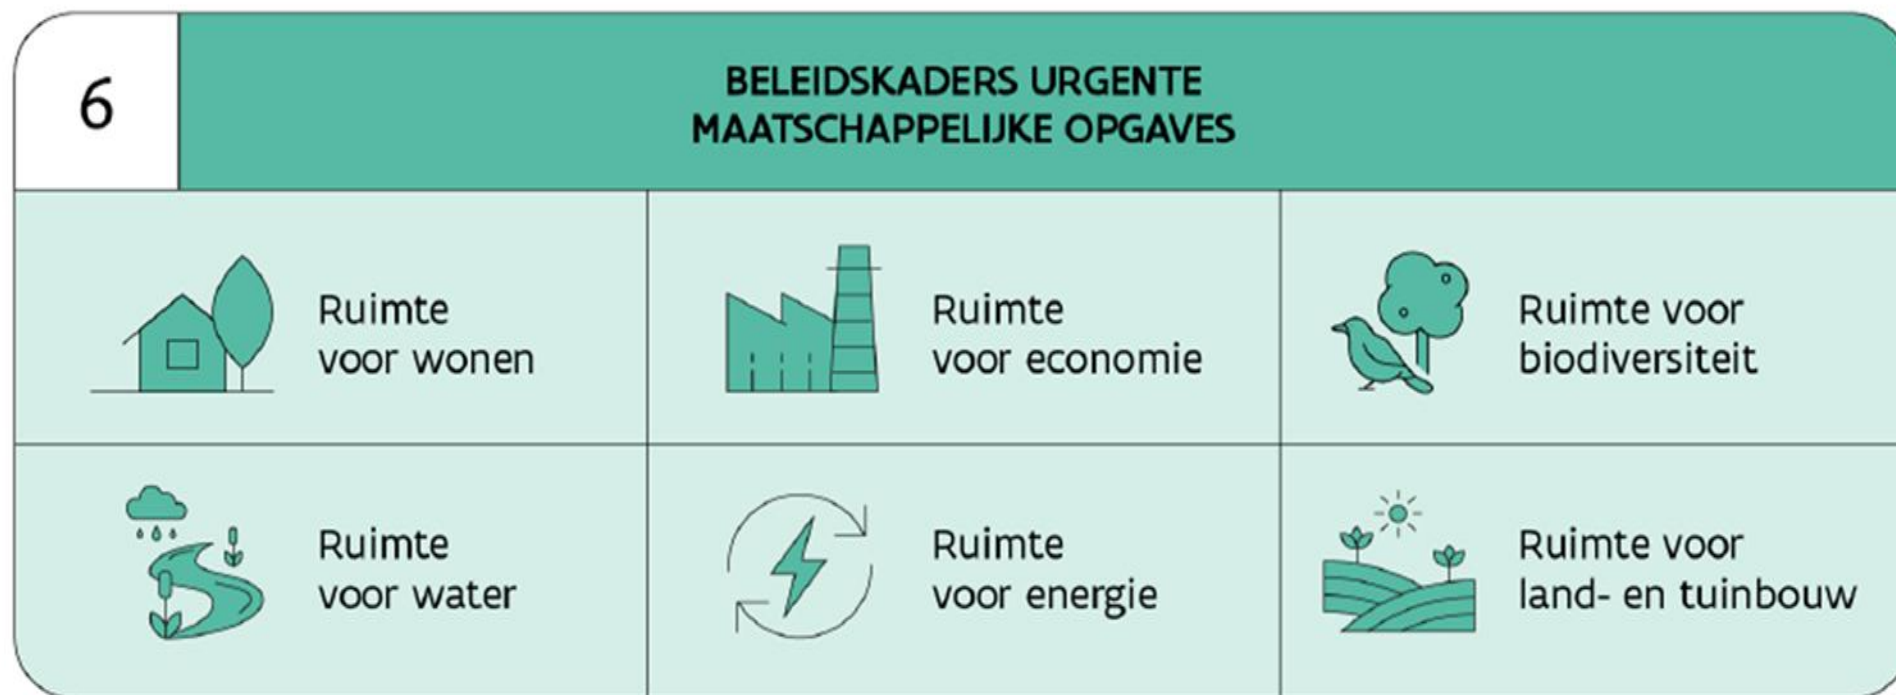 6
BELEIDSKADERS URGENTE
MAATSCHAPPELIJKE OPGAVES
Ruimte
voor wonen
Ruimte
voor economie
Ruimte voor
biodiversiteit
Ruimte
voor water
Ruimte
voor energie
Ruimte voor
land- en tuinbouw